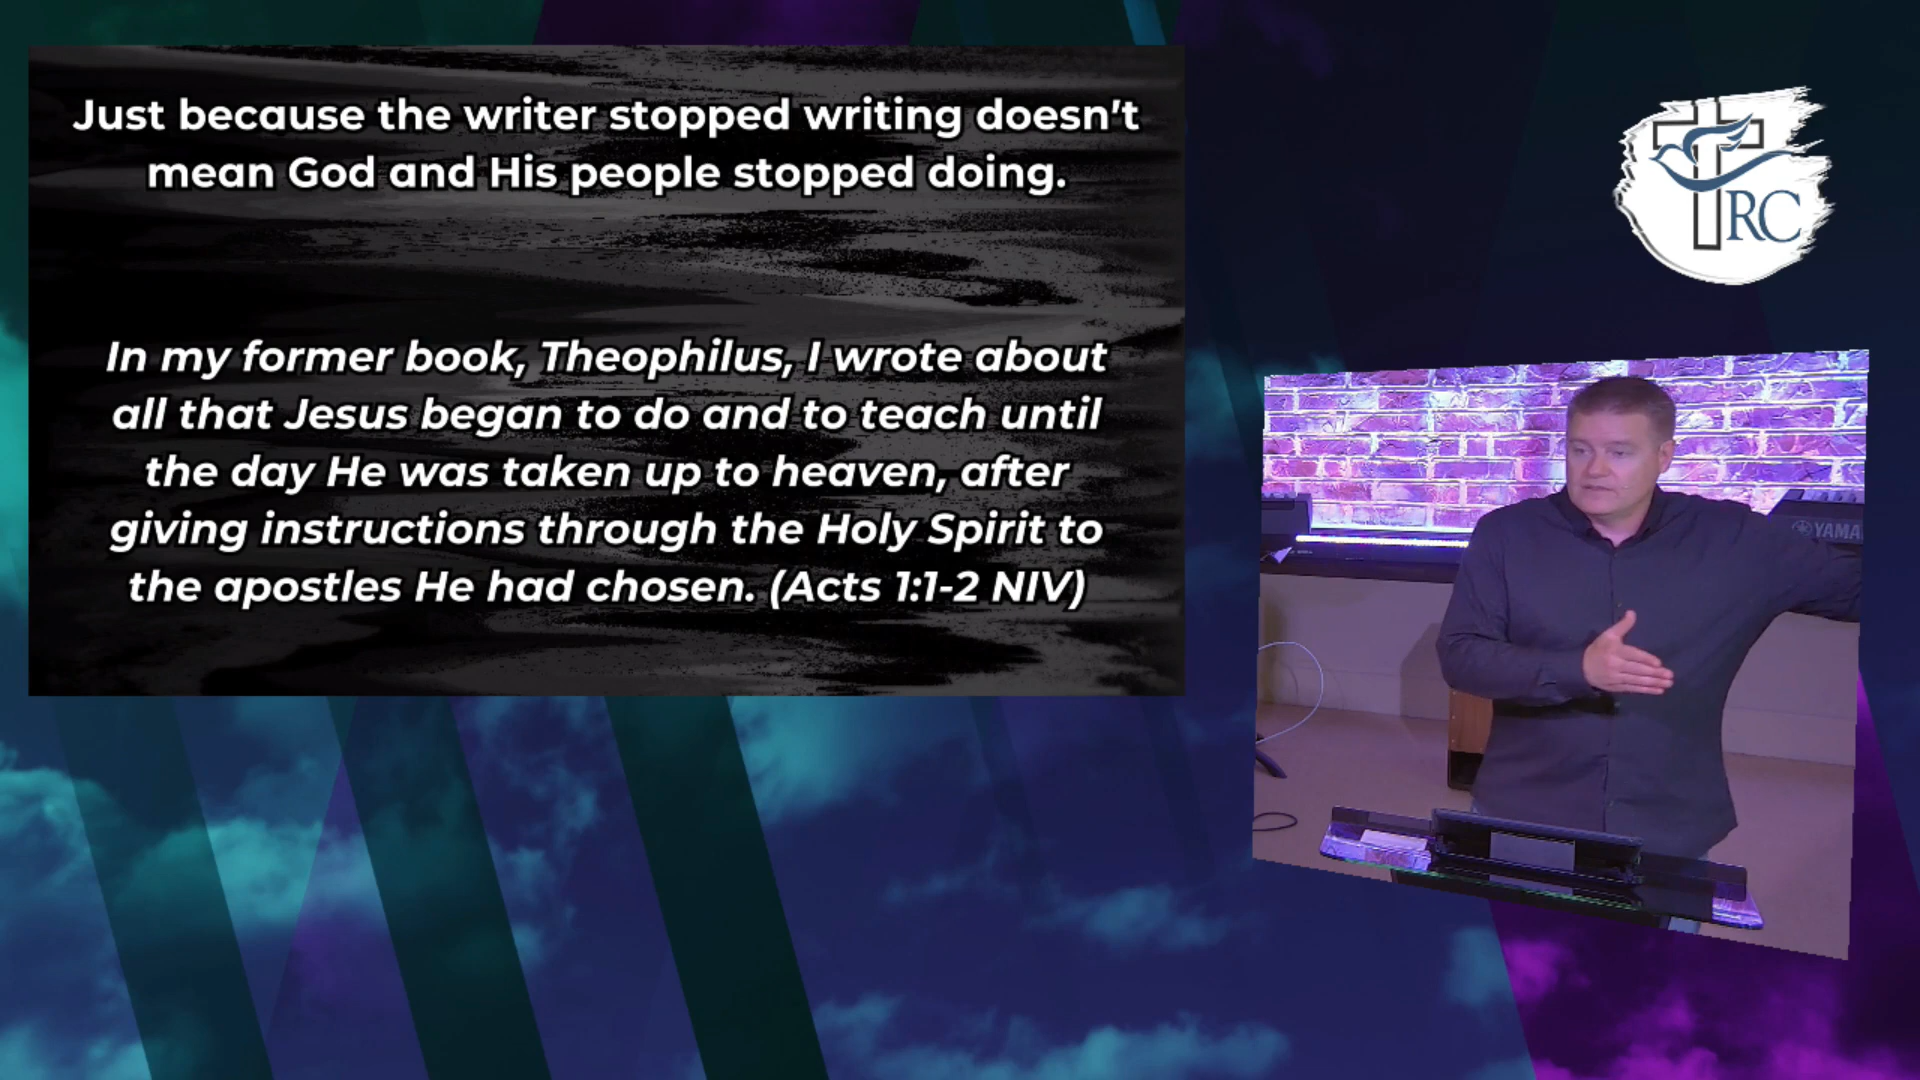 Just because the writer stopped writing doesn't
mean God and His people stopped doing.
In my former book, Theophilus, I wrote about
all that Jesus began to do and to teach until
the day He was taken up to heaven, after
giving instructions through the Holy Spirit to
the apostles He had chosen. (Acts 1:1-2 NIV)
RC
YAMA